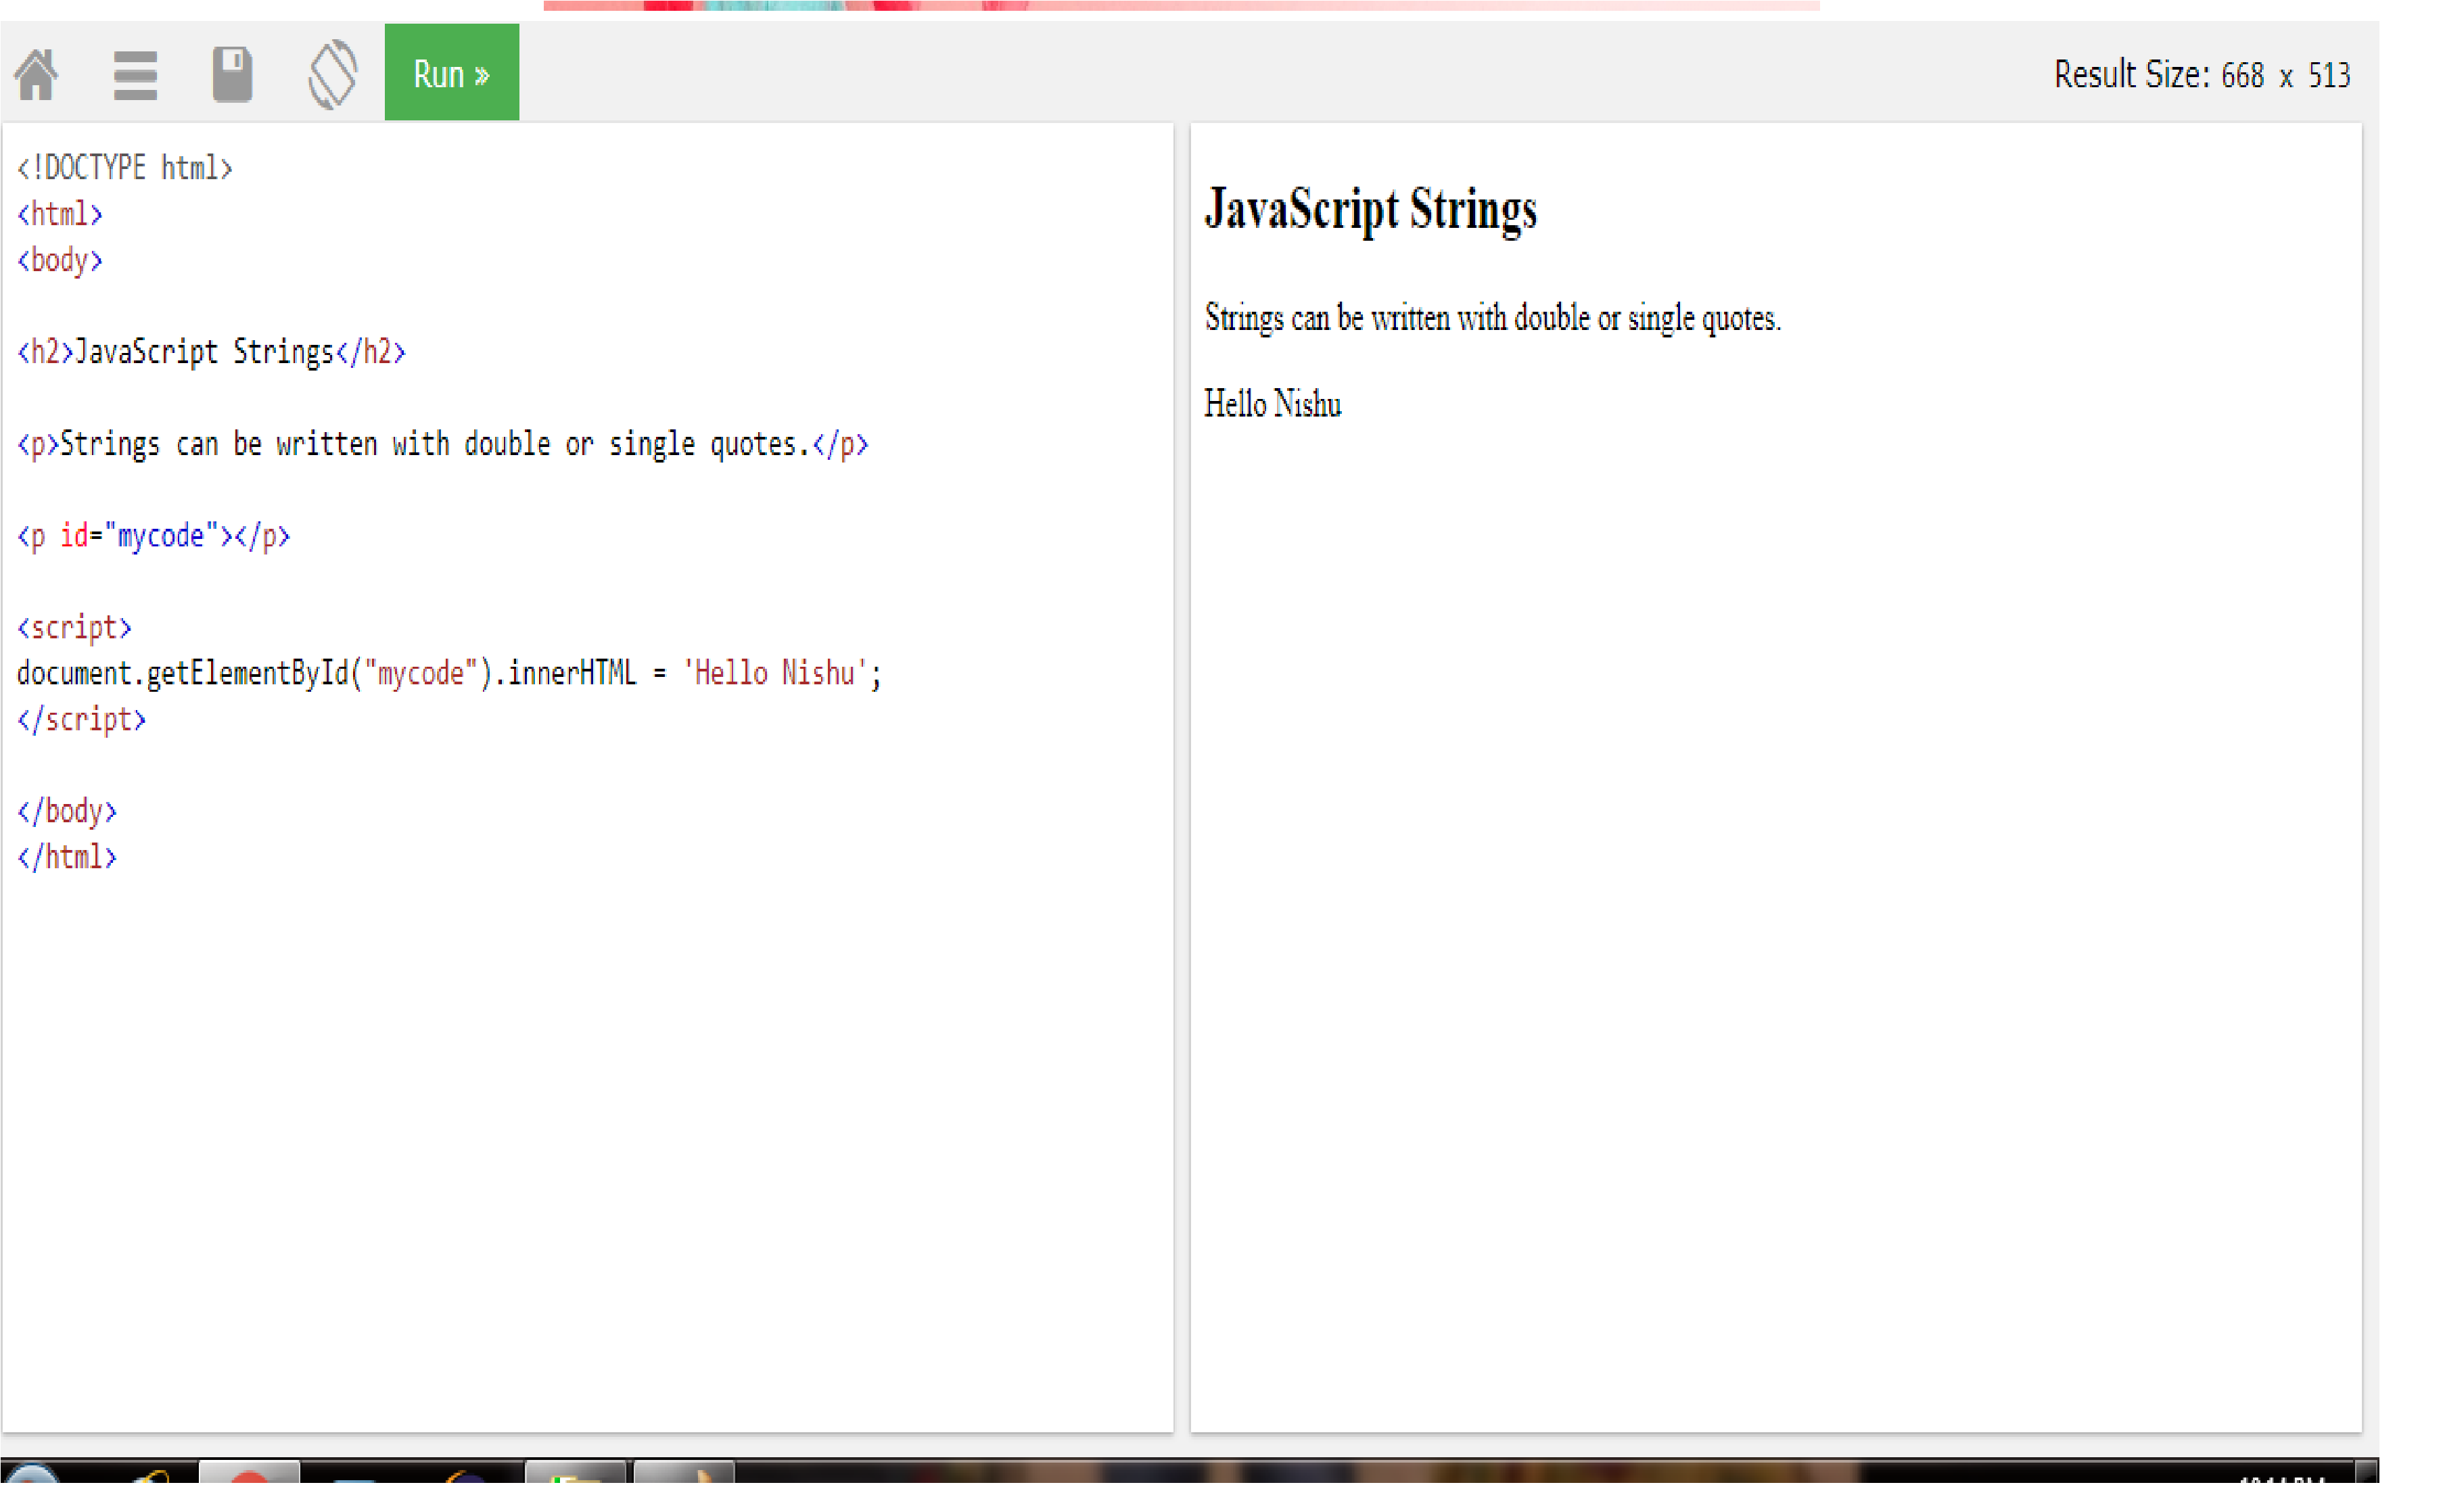 Run »
Result Size: 668 x 513
<!DOCTYPE html>
<html>
<body>
<h2>JavaScript Strings</h2>
<p>Strings can be written with double or single quotes.</p>
<p id="mycode"></p>
<script>
document.getElementById("mycode").innerHTML = 'Hello Nishu';
</script>
</body>
</html>
JavaScript Strings
Strings can be written with double or single quotes.
Hello Nishu